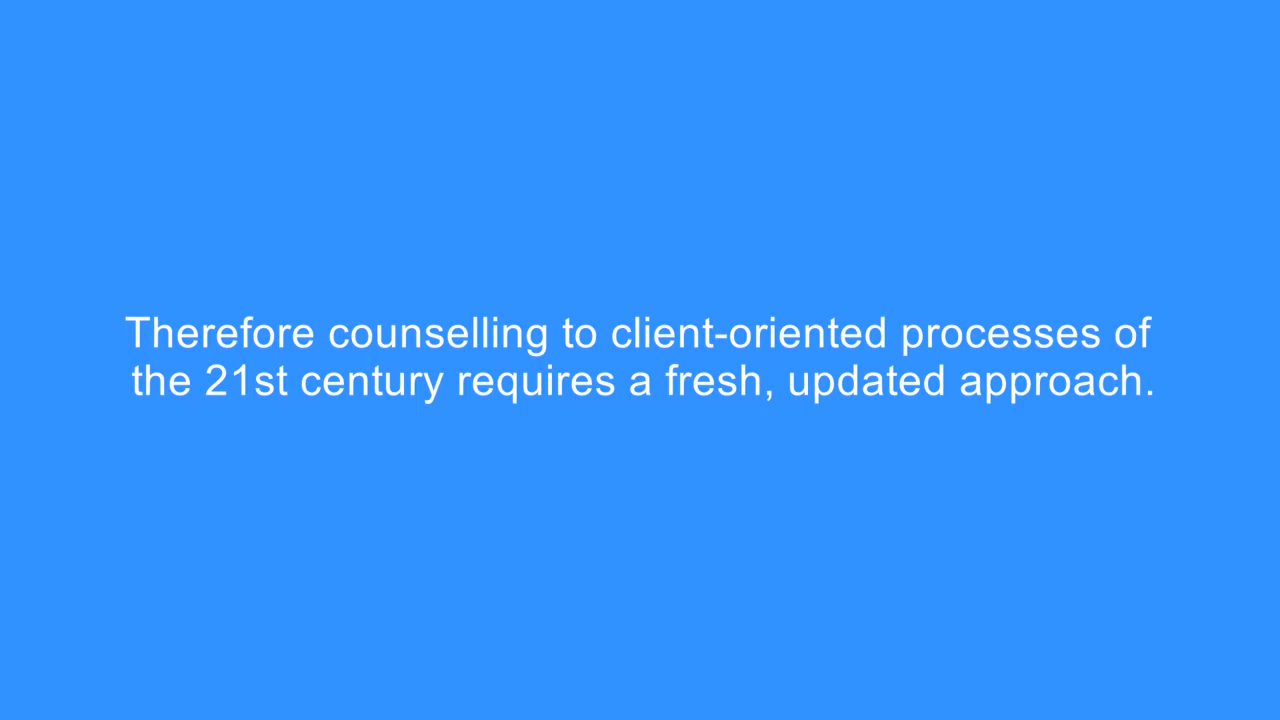 Therefore counselling to client-oriented processes of
the 21st century requires a fresh, updated approach.